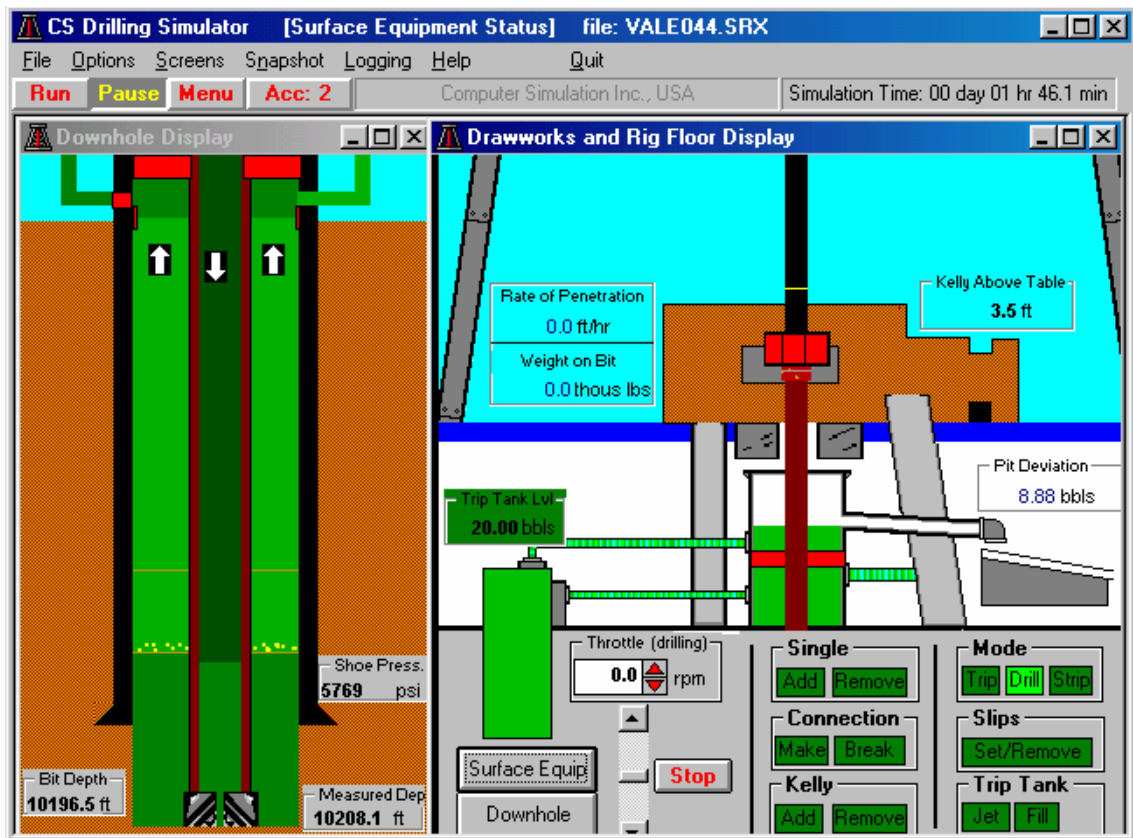 CS Drilling Simulator [Surface Equipment Status] file: VALE044.SRX
File Options Screens Snapshot Logging Help Quit
Run Pause Menu Acc: 2 Computer Simulation Inc., USA Simulation Time: 00 day 01 hr 46.1 min
Downhole Display
Shoe Press.
5769 psi
Bit Depth
10196.5 ft
Measured Dep
10208.1 ft
Drawworks and Rig Floor Display
Rate of Penetration
0.0 ft/hr
Weight on Bit
0.0 thous lbs
Kelly Above Table
3.5 ft
Pit Deviation
8.88 bbls
Trip Tank Lvl
20.00 bbls
Throttle (drilling)
0.0 rpm
Surface Equip
Downhole
Stop
Single
Add Remove
Connection
Make Break
Kelly
Add Remove
Mode
Trip Drill Strip
Slips
Set/Remove
Trip Tank
Jet Fill